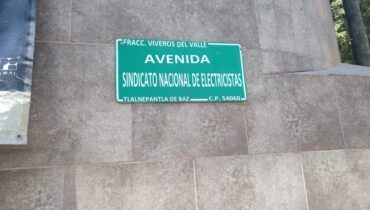 FRACC. VIVEROS DEL VALLE
AVENIDA
SINDICATO NACIONAL DE ELECTRICISTAS
TLALNEPANTLA DE BAZ C.P. 54060